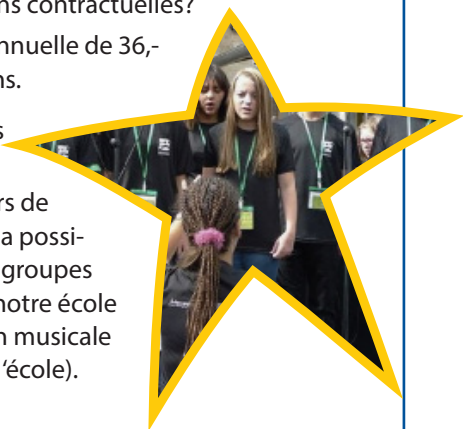 ns contractuelles?
nnuelle de 36,-
ns.
s
rs de
a possi-
groupes
notre école
n musicale
'école).